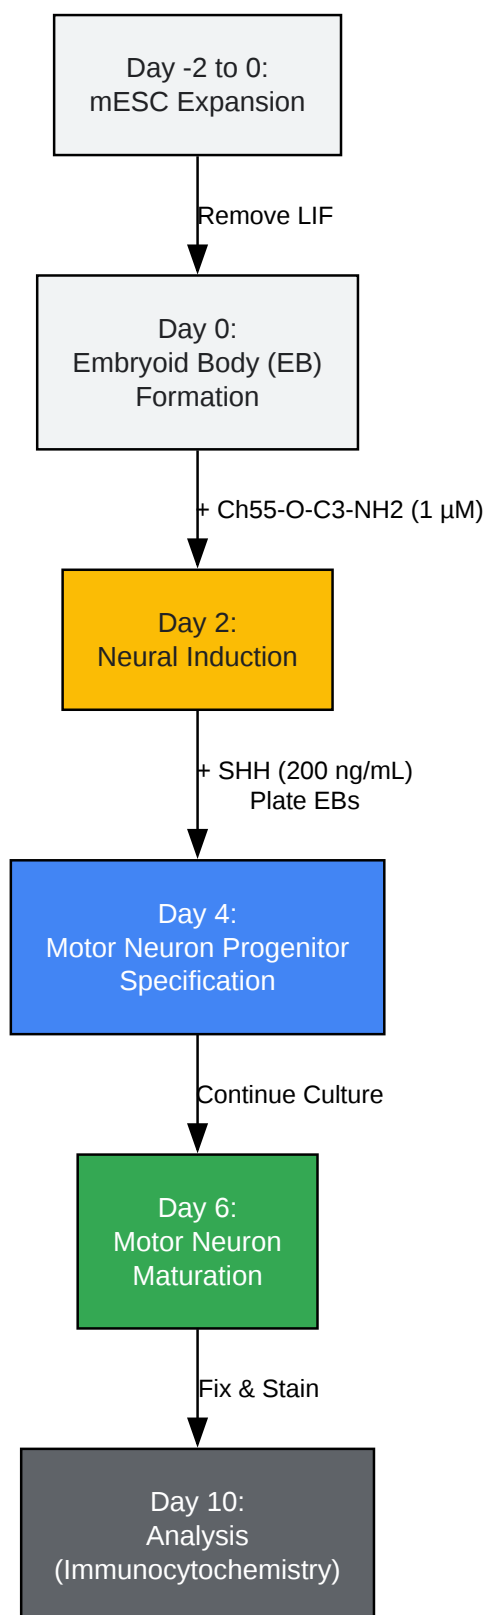 Day -2 to 0:
mESC Expansion
Remove LIF
Day 0:
Embryoid Body (EB)
Formation
+ Ch55-O-C3-NH2 (1 µM)
Day 2:
Neural Induction
+ SHH (200 ng/mL)
Plate EBs
Day 4:
Motor Neuron Progenitor
Specification
Continue Culture
Day 6:
Motor Neuron
Maturation
Fix & Stain
Day 10:
Analysis
(Immunocytochemistry)